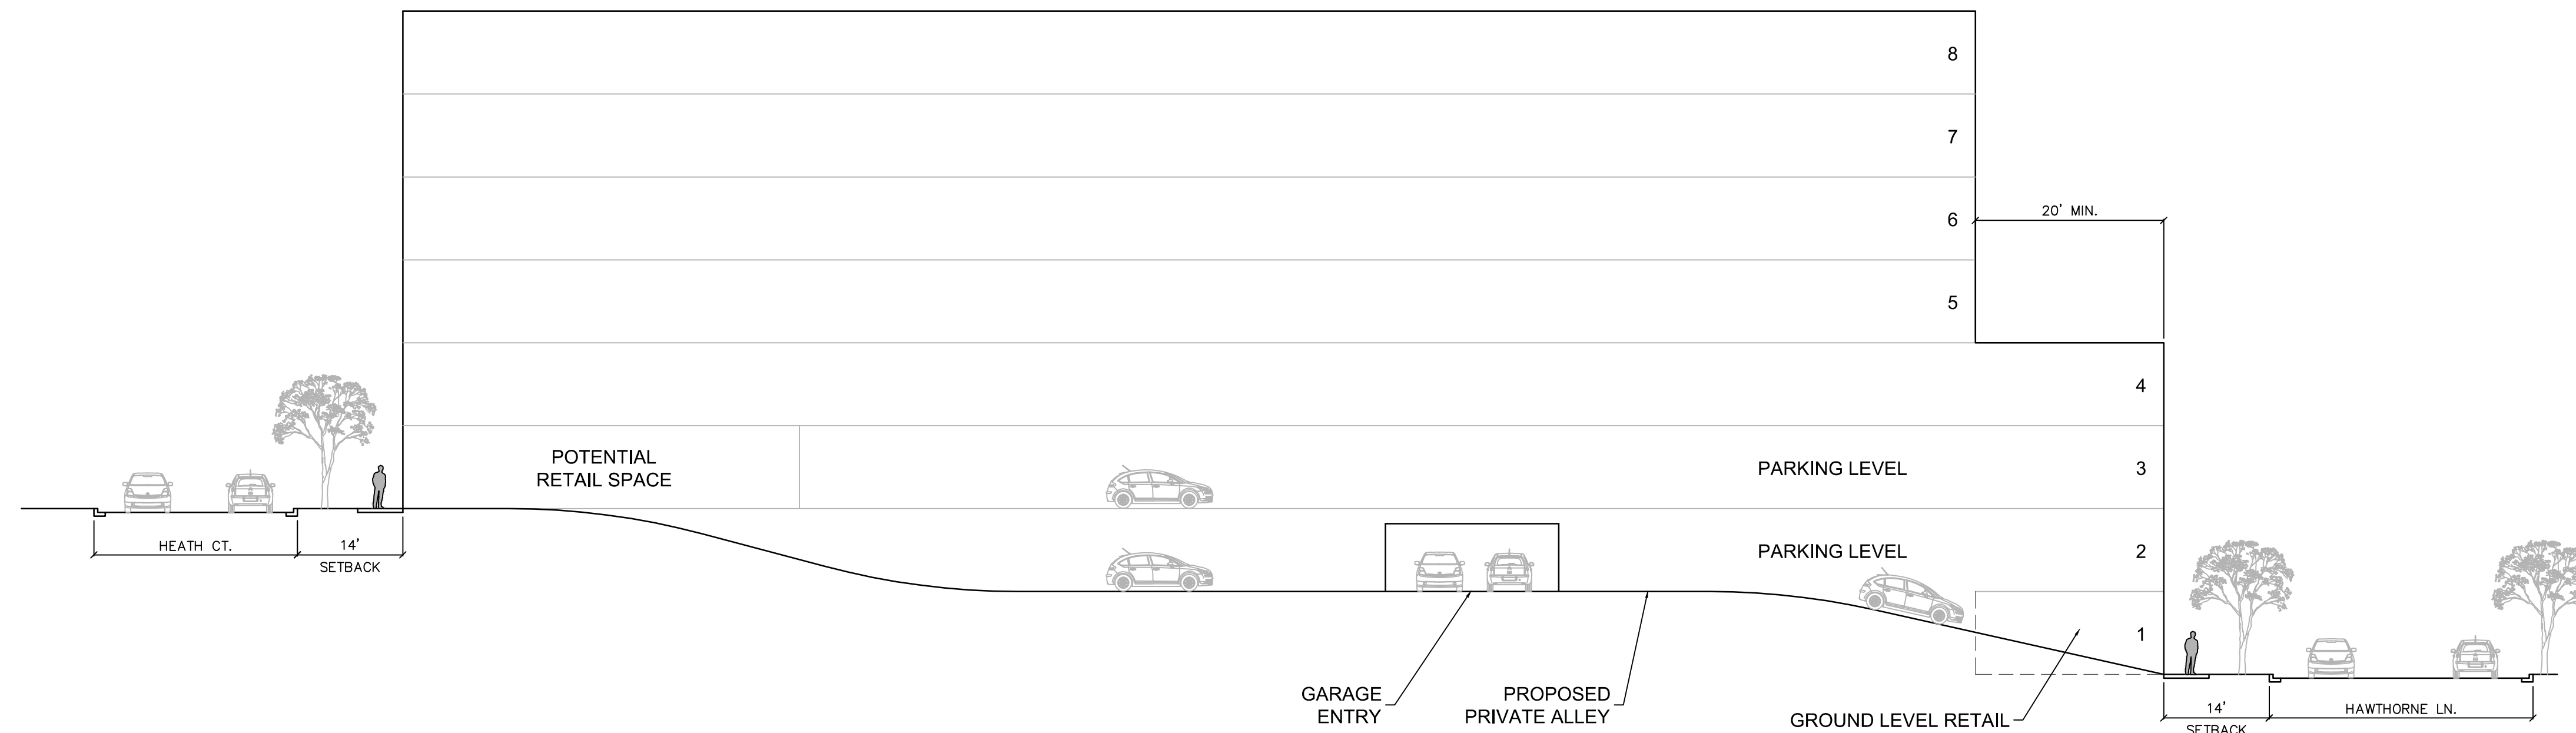 8
7
6
20' MIN.
5
4
POTENTIAL
RETAIL SPACE
PARKING LEVEL
3
HEATH CT.
14'
SETBACK
PARKING LEVEL
2
1
GARAGE
ENTRY
PROPOSED
PRIVATE ALLEY
GROUND LEVEL RETAIL
14'
SETBACK
HAWTHORNE LN.